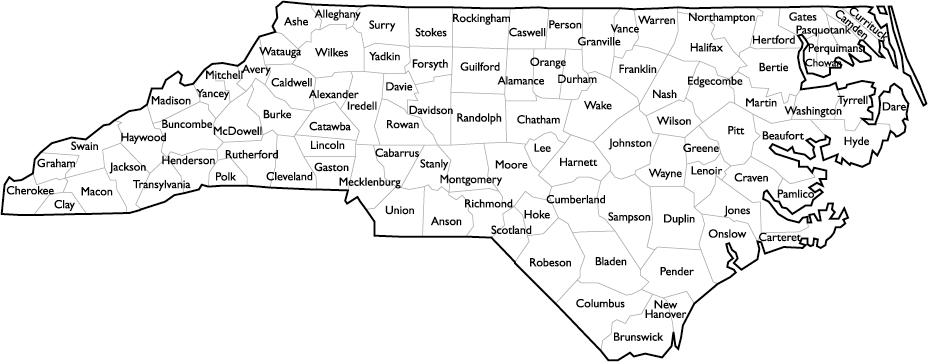 Ashe
Alleghany
Surry
Stokes
Rockingham
Caswell
Person
Granville
Vance
Warren
Northampton
Gates
Currituck
Camden
Pasquotank
Perquimans
Chowan
Hertford
Halifax
Bertie
Watauga
Wilkes
Yadkin
Forsyth
Guilford
Alamance
Orange
Durham
Franklin
Nash
Edgecombe
Martin
Washington
Tyrrell
Dare
Mitchell
Avery
Caldwell
Yancey
Madison
Alexander
Iredell
Davie
Davidson
Randolph
Chatham
Wake
Wilson
Pitt
Beaufort
Hyde
Buncombe
McDowell
Burke
Catawba
Rowan
Lincoln
Haywood
Swain
Graham
Jackson
Henderson
Rutherford
Cabarrus
Stanly
Montgomery
Moore
Lee
Harnett
Johnston
Greene
Wayne
Lenoir
Craven
Pamlico
Cherokee
Clay
Macon
Transylvania
Polk
Cleveland
Gaston
Mecklenburg
Union
Anson
Richmond
Scotland
Hoke
Cumberland
Sampson
Duplin
Jones
Onslow
Carteret
Robeson
Bladen
Pender
Columbus
New
Hanover
Brunswick